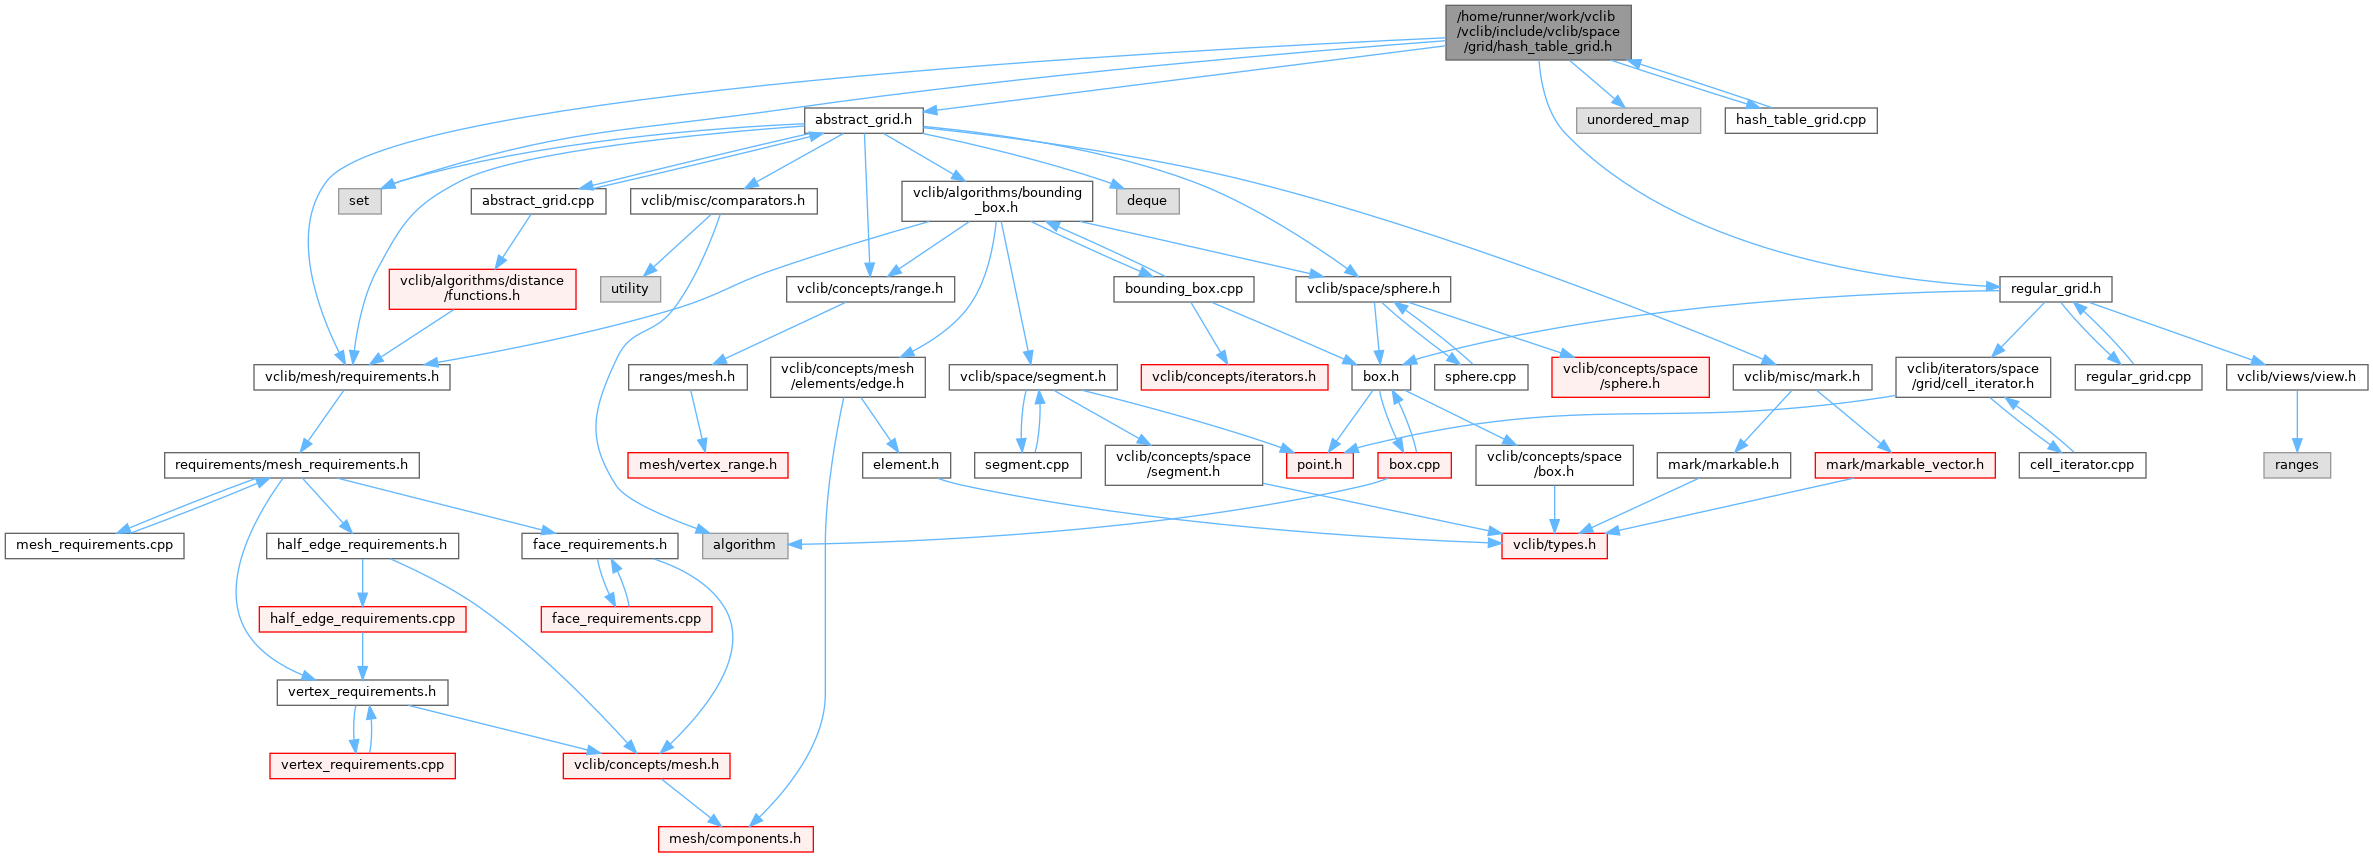 /home/runner/work/vclib
/vclib/include/vclib/space
/grid/hash_table_grid.h
abstract_grid.h
unordered_map
hash_table_grid.cpp
set
abstract_grid.cpp
vclib/misc/comparators.h
vclib/algorithms/bounding
_box.h
deque
vclib/algorithms/distance
/functions.h
utility
vclib/concepts/range.h
bounding_box.cpp
vclib/space/sphere.h
regular_grid.h
vclib/mesh/requirements.h
ranges/mesh.h
vclib/concepts/mesh
/elements/edge.h
vclib/space/segment.h
vclib/concepts/iterators.h
box.h
sphere.cpp
vclib/concepts/space
/sphere.h
vclib/misc/mark.h
vclib/iterators/space
/grid/cell_iterator.h
regular_grid.cpp
vclib/views/view.h
requirements/mesh_requirements.h
mesh/vertex_range.h
element.h
segment.cpp
vclib/concepts/space
/segment.h
point.h
box.cpp
vclib/concepts/space
/box.h
mark/markable.h
mark/markable_vector.h
cell_iterator.cpp
ranges
mesh_requirements.cpp
half_edge_requirements.h
face_requirements.h
algorithm
vclib/types.h
half_edge_requirements.cpp
face_requirements.cpp
vertex_requirements.h
vertex_requirements.cpp
vclib/concepts/mesh.h
mesh/components.h